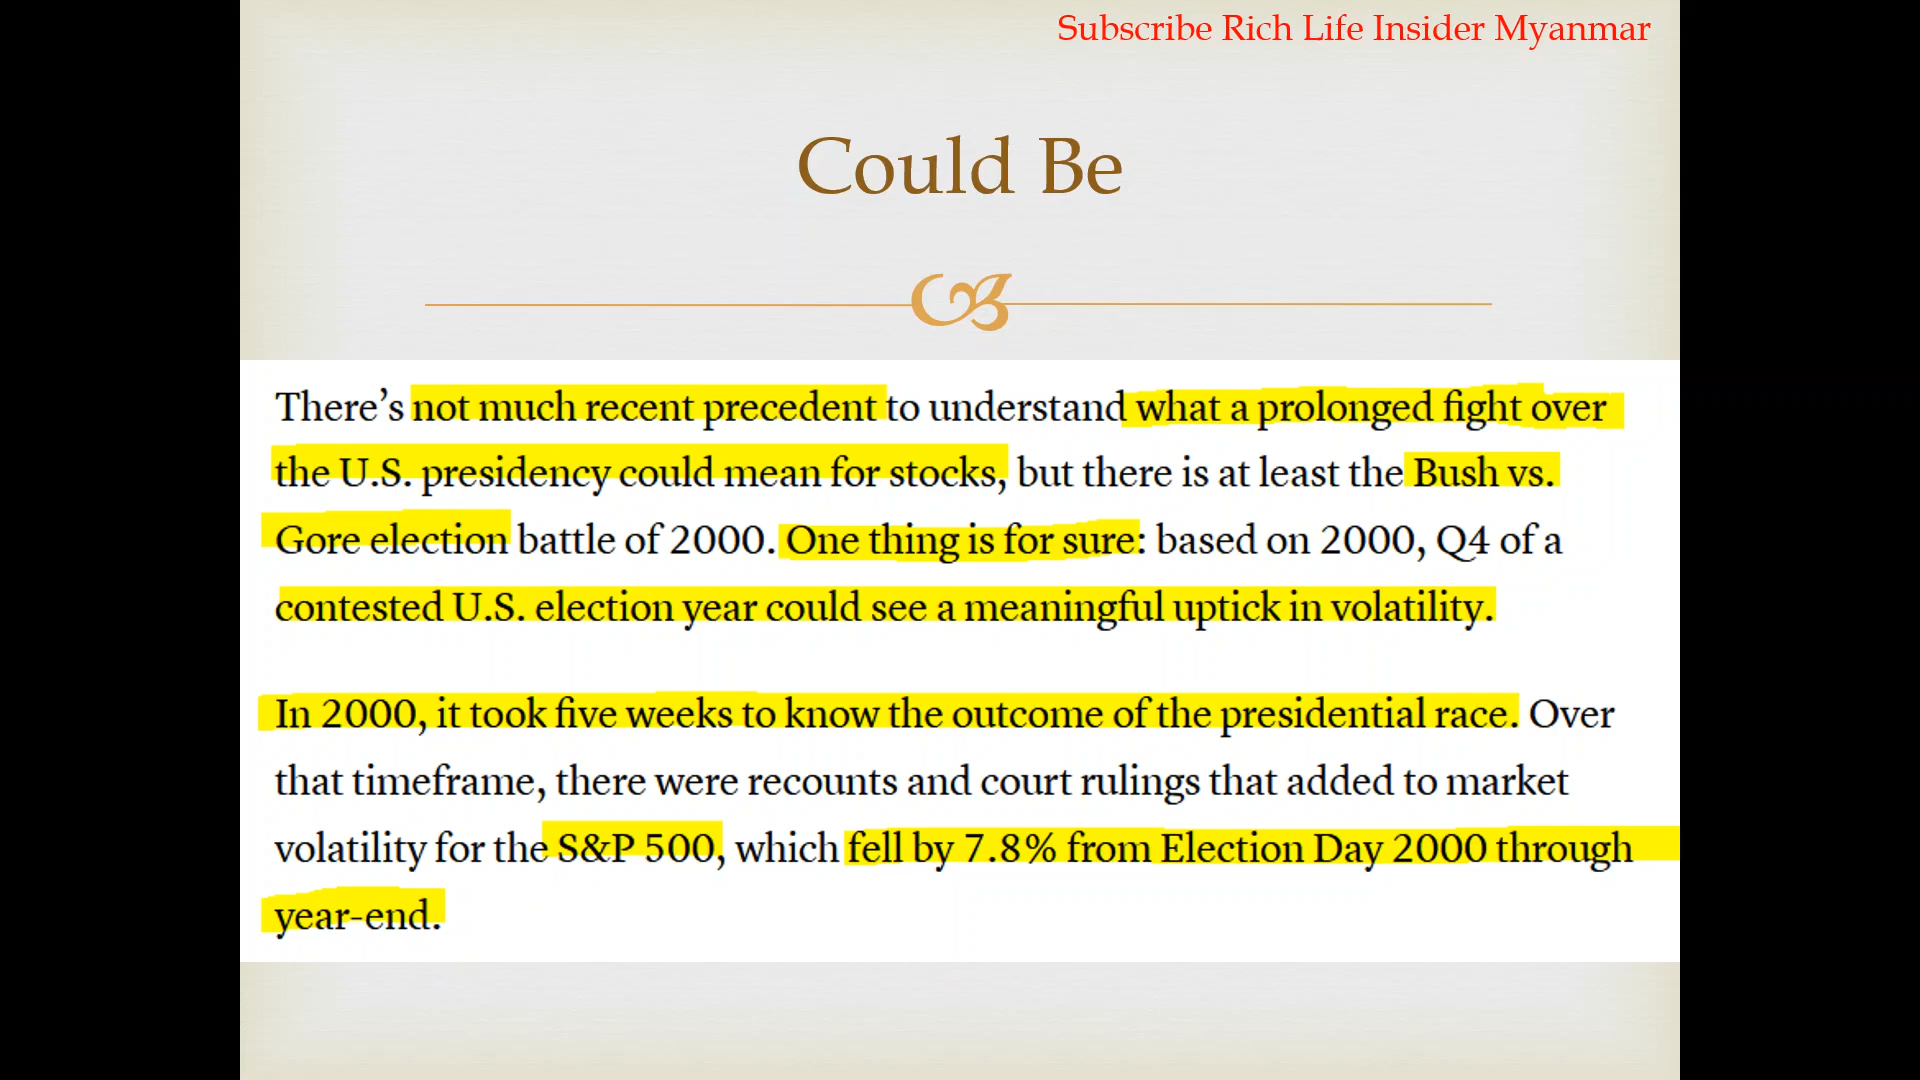 Subscribe Rich Life Insider Myanmar
Could Be
There’s not much recent precedent to understand what a prolonged fight over
the U.S. presidency could mean for stocks, but there is at least the Bush vs.
Gore election battle of 2000. One thing is for sure: based on 2000, Q4 of a
contested U.S. election year could see a meaningful uptick in volatility.
In 2000, it took five weeks to know the outcome of the presidential race. Over
that timeframe, there were recounts and court rulings that added to market
volatility for the S&P 500, which fell by 7.8% from Election Day 2000 through
year-end.